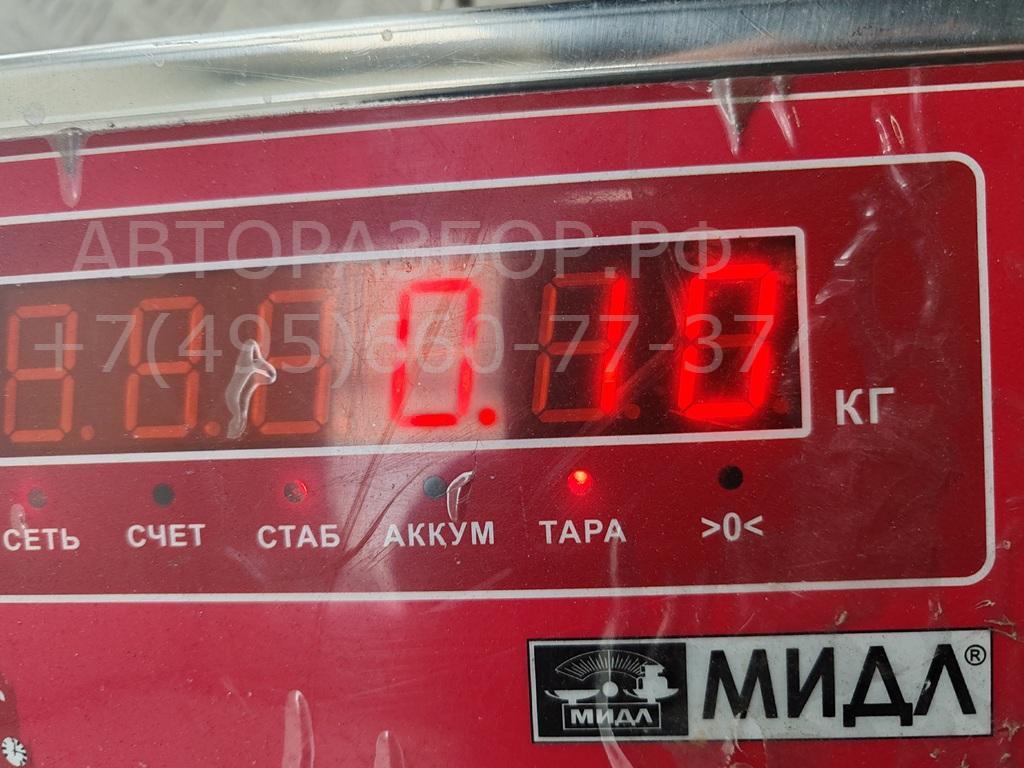 АВТОРАЗБОР.РФ
+7(495)660-77-37
0.10
КГ
СЕТЬ СЧЕТ СТАБ АККУМ ТАРА >0<
МИДЛ МИДЛ®